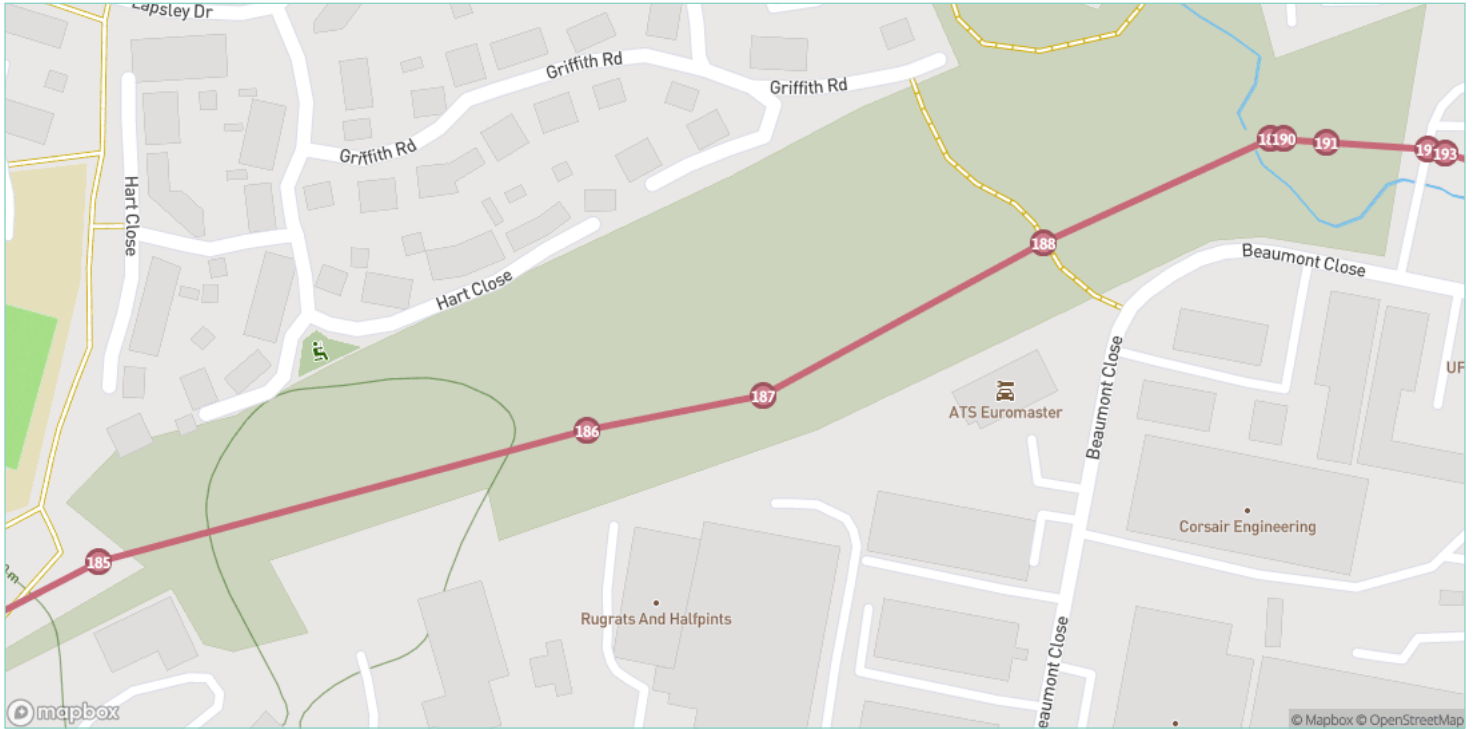 Lapsley Dr
Griffith Rd
Griffith Rd
Griffith Rd
Hart Close
Hart Close
190
191
193
188
187
186
185
Beaumont Close
Beaumont Close
ATS Euromaster
UF
Corsair Engineering
Rugrats And Halfpints
eaumont Close
mapbox
© Mapbox © OpenStreetMap